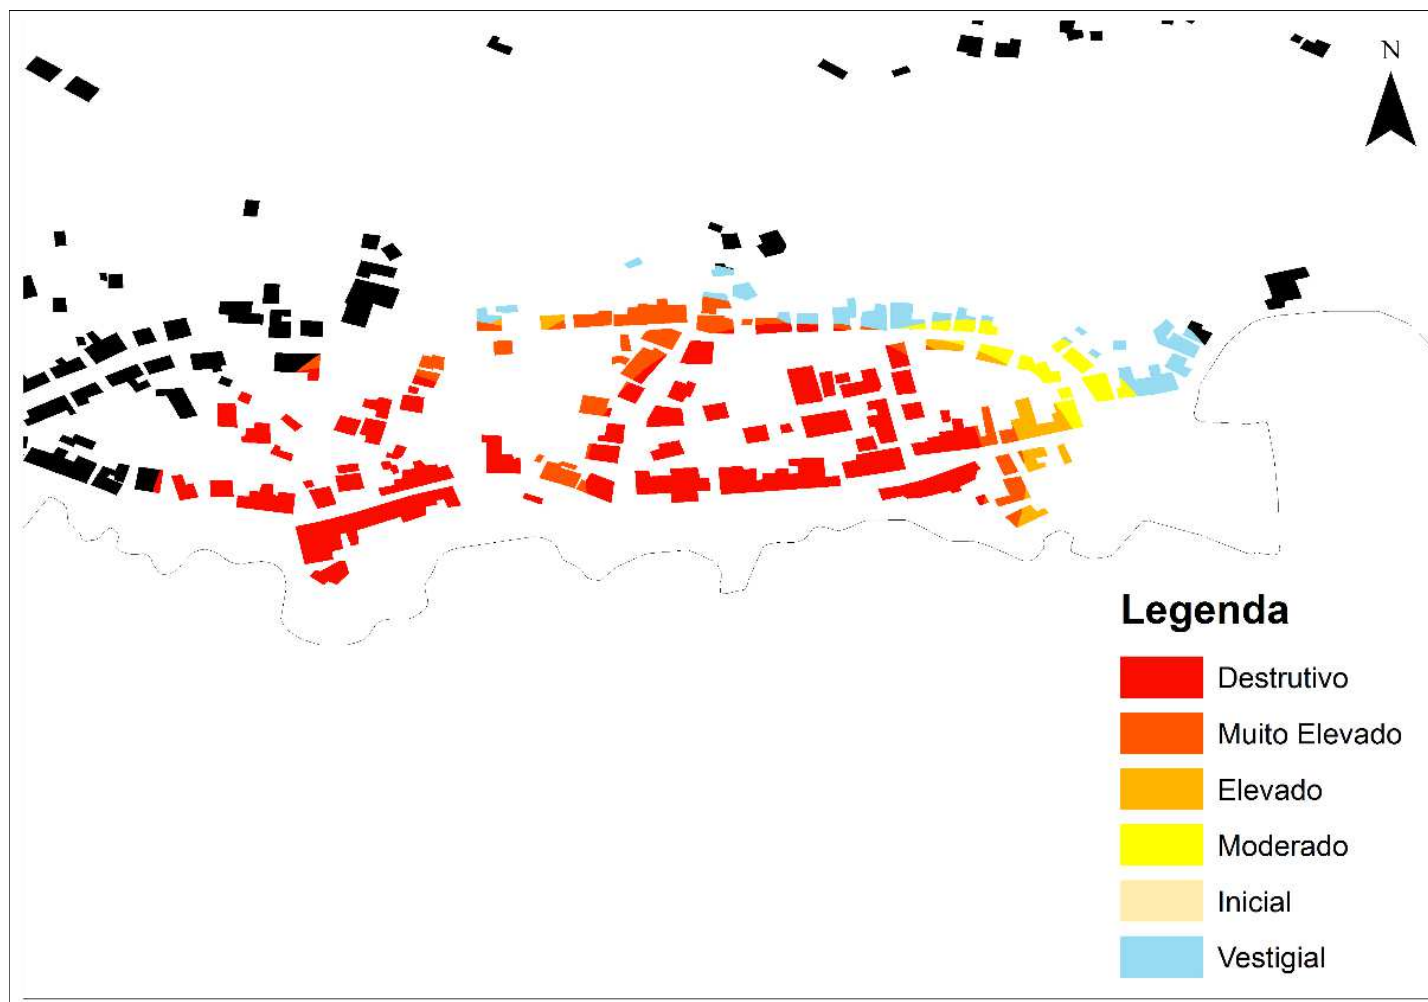 N
Legenda
Destrutivo
Muito Elevado
Elevado
Moderado
Inicial
Vestigial